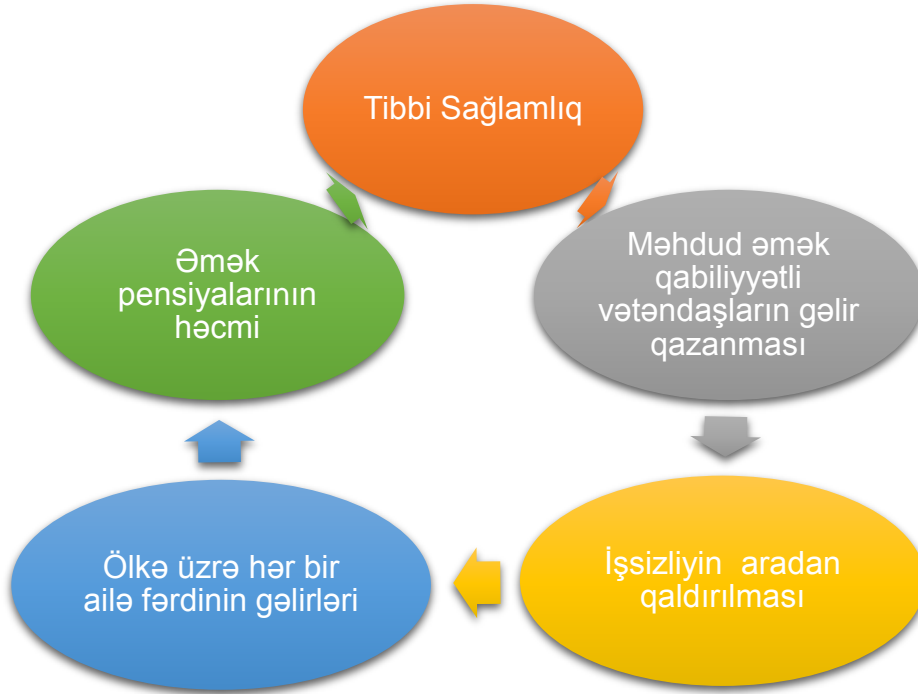 Tibbi Sağlamlıq
Məhdud əmək
qabiliyyətli
vətəndaşların gəlir
qazanması
İşsizliyin aradan
qaldırılması
Ölkə üzrə hər bir
ailə fərdinin gəlirləri
Əmək
pensiyalarının
həcmi